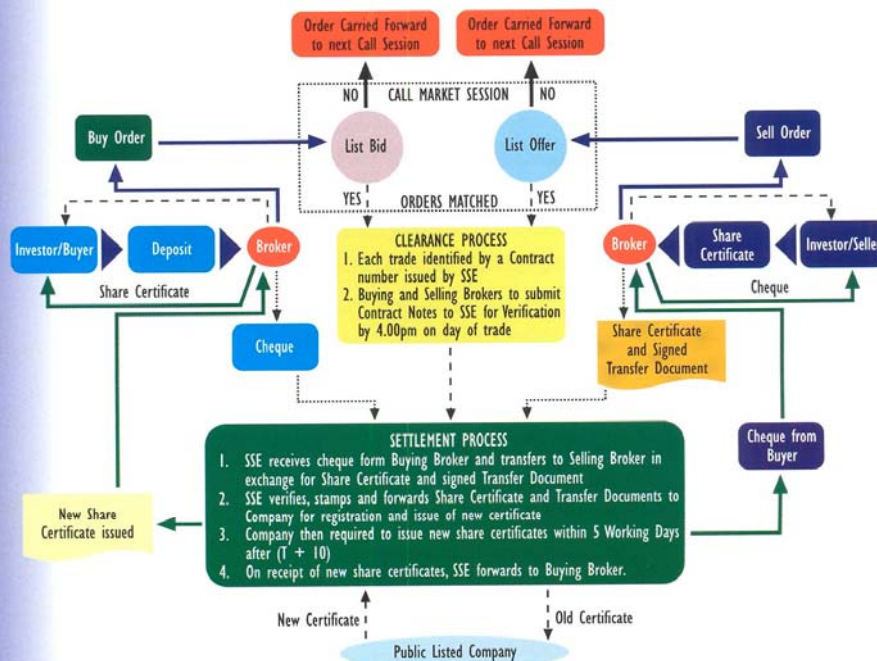 Order Carried Forward
to next Call Session
Order Carried Forward
to next Call Session
NO
CALL MARKET SESSION
NO
Buy Order
List Bid
List Offer
Sell Order
YES
ORDERS MATCHED
YES
Investor/Buyer
Deposit
Broker
CLEARANCE PROCESS
1. Each trade identified by a Contract
number issued by SSE
2. Buying and Selling Brokers to submit
Contract Notes to SSE for Verification
by 4.00pm on day of trade
Broker
Share
Certificate
Investor/Selle
Share Certificate
Cheque
Cheque
Share Certificate
and Signed
Transfer Document
SETTLEMENT PROCESS
1. SSE receives cheque form Buying Broker and transfers to Selling Broker in
exchange for Share Certificate and signed Transfer Document
2. SSE verifies, stamps and forwards Share Certificate and Transfer Documents to
Company for registration and issue of new certificate
3. Company then required to issue new share certificates within 5 Working Days
after (T + 10)
4. On receipt of new share certificates, SSE forwards to Buying Broker.
Cheque from
Buyer
New Share
Certificate issued
New Certificate
Old Certificate
Public Listed Company